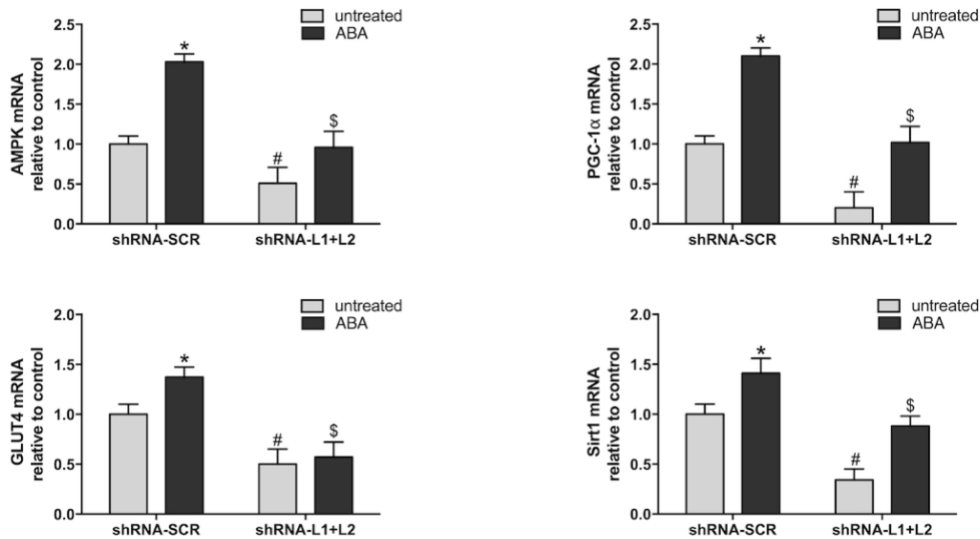 untreated
ABA
AMPK mRNA
relative to control
2.5
2.0
1.5
1.0
0.5
0.0
*
#
$
shRNA-SCR
shRNA-L1+L2
untreated
ABA
PGC-1α mRNA
relative to control
2.5
2.0
1.5
1.0
0.5
0.0
*
#
$
shRNA-SCR
shRNA-L1+L2
untreated
ABA
GLUT4 mRNA
relative to control
2.0
1.5
1.0
0.5
0.0
*
#
$
shRNA-SCR
shRNA-L1+L2
untreated
ABA
Sirt1 mRNA
relative to control
2.0
1.5
1.0
0.5
0.0
*
#
$
shRNA-SCR
shRNA-L1+L2